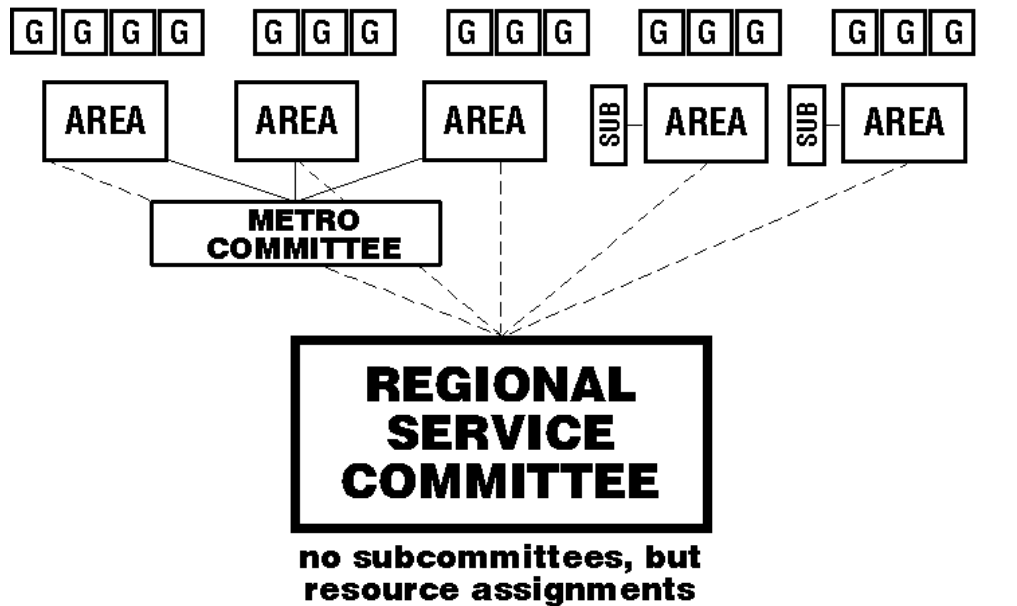 G G G G G G G G G G G G G G G G
AREA AREA AREA SUB AREA SUB AREA
METRO
COMMITTEE
REGIONAL
SERVICE
COMMITTEE
no subcommittees, but
resource assignments